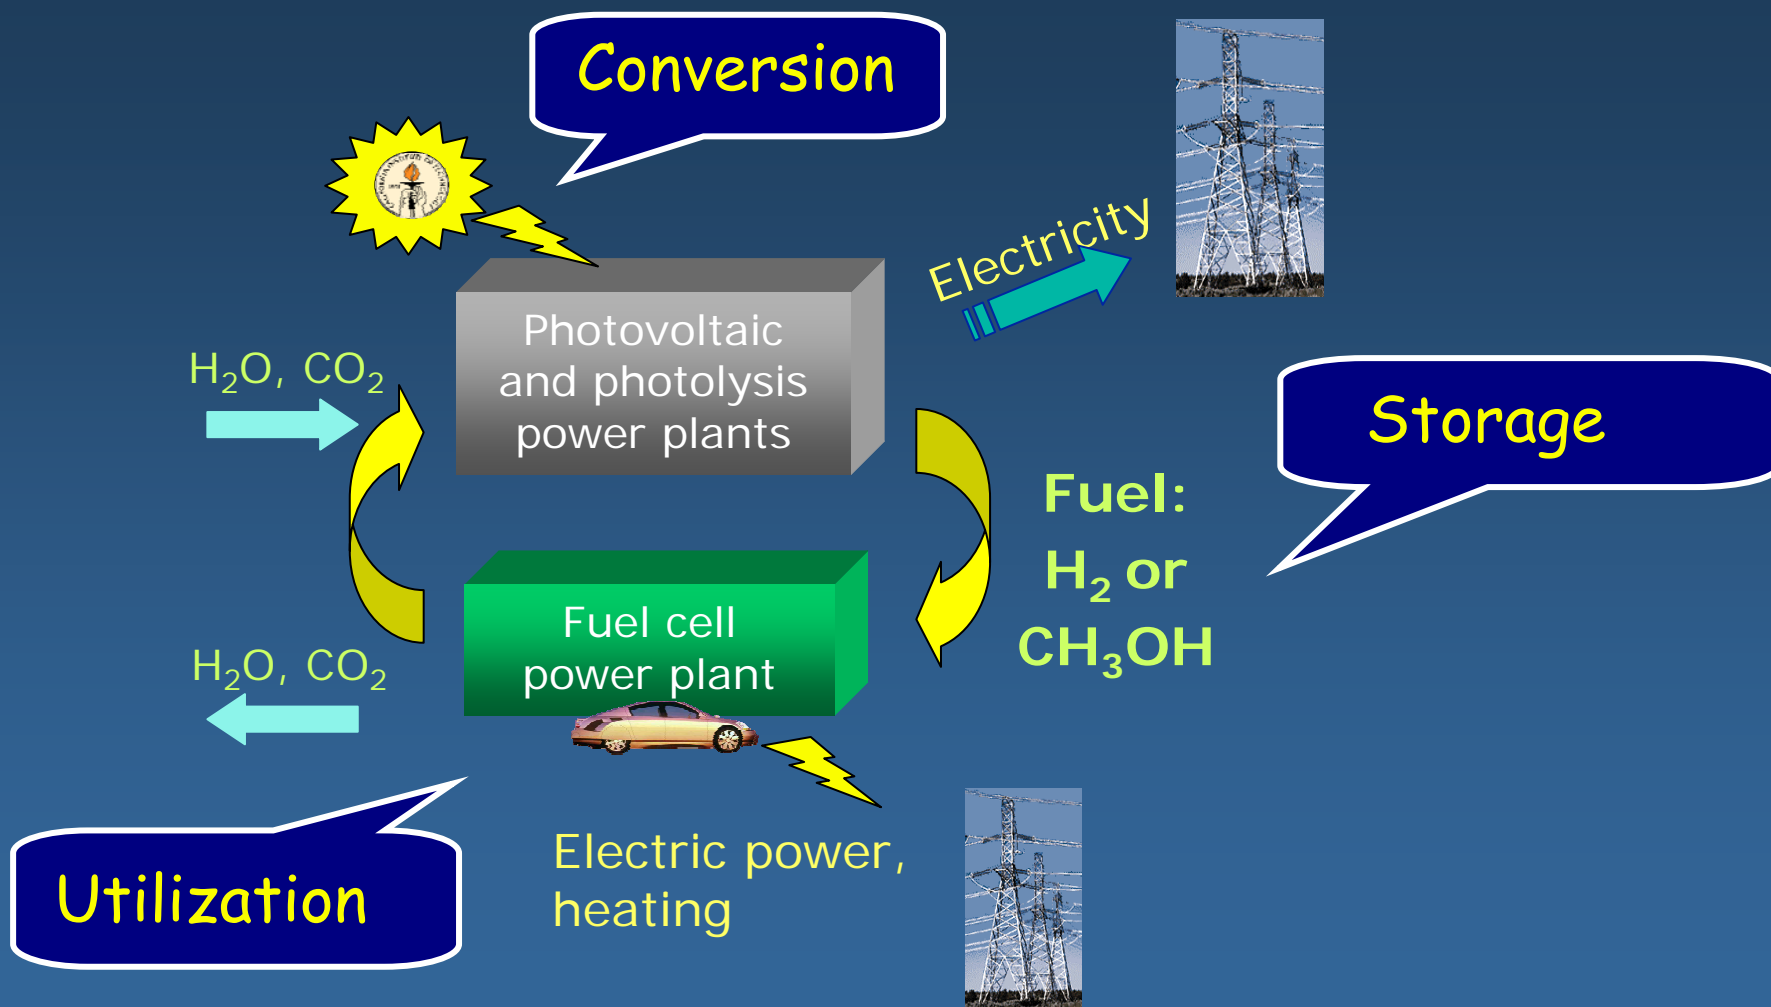 Conversion
Electricity
Photovoltaic
and photolysis
power plants
H₂O, CO₂
Storage
Fuel:
H₂ or
CH₃OH
Fuel cell
power plant
H₂O, CO₂
Utilization
Electric power,
heating